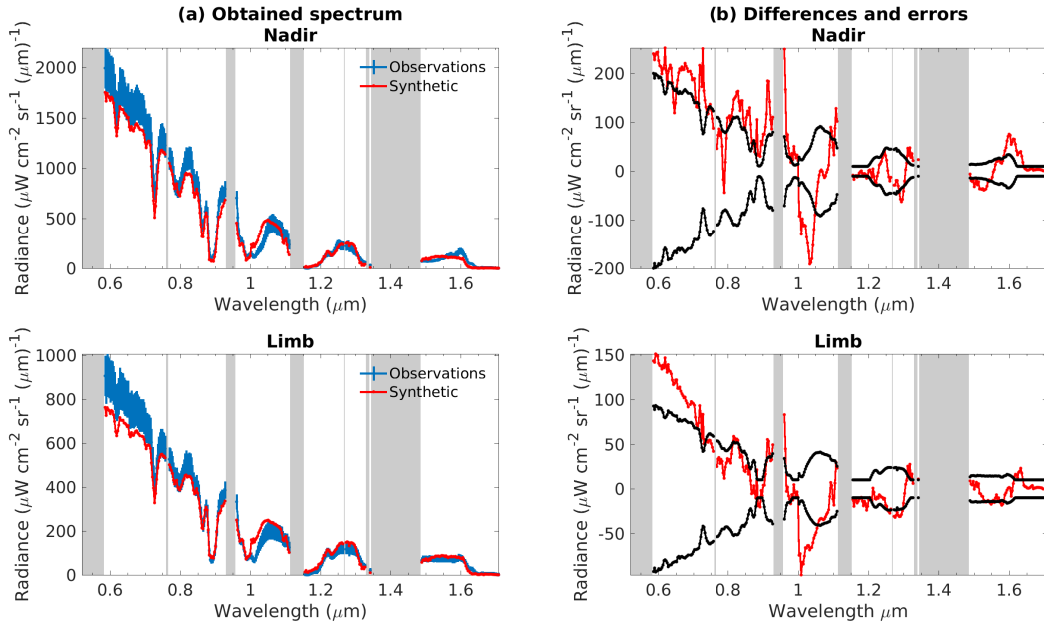 (a) Obtained spectrum
Nadir
Radiance (μW cm-2 sr-1 (μm)-1
2000
1500
1000
500
0
0.6 0.8 1 1.2 1.4 1.6
Wavelength (μm)
Observations
Synthetic
(b) Differences and errors
Nadir
Radiance (μW cm-2 sr-1 (μm)-1
200
100
0
-100
-200
0.6 0.8 1 1.2 1.4 1.6
Wavelength (μm)
Limb
Radiance (μW cm-2 sr-1 (μm)-1
1000
800
600
400
200
0
0.6 0.8 1 1.2 1.4 1.6
Wavelength (μm
Observations
Synthetic
Limb
Radiance (μW cm-2 sr-1 (μm)-1
150
100
50
0
-50
0.6 0.8 1 1.2 1.4 1.6
Wavelength μm